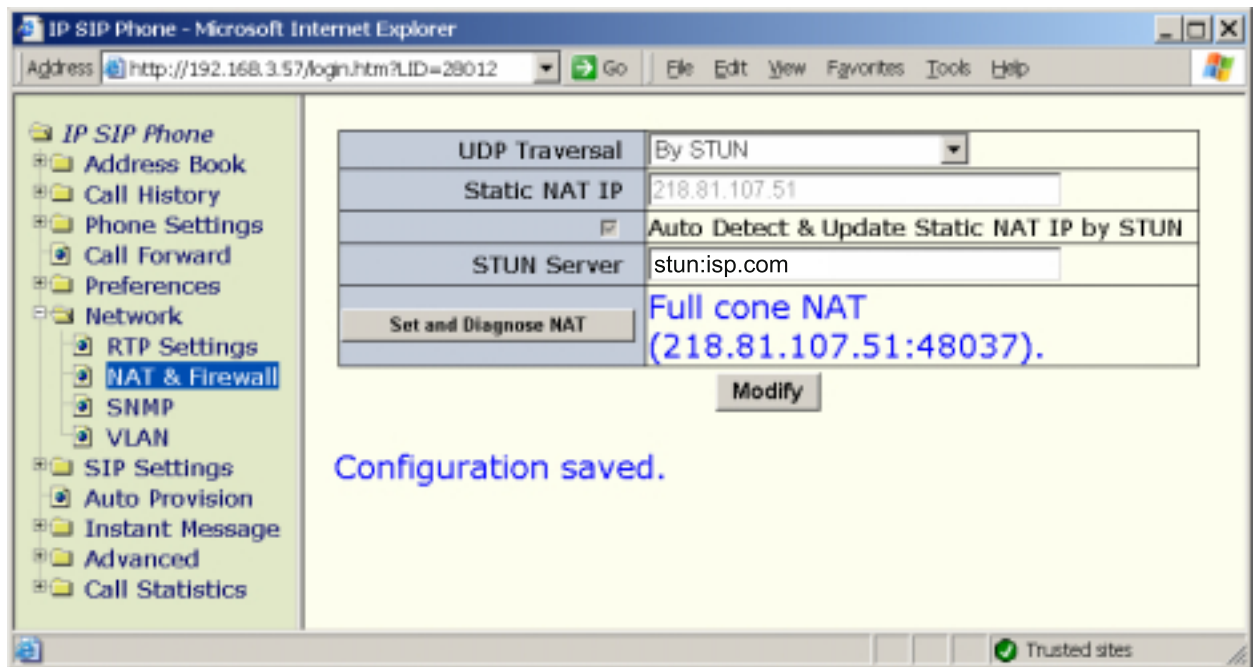 IP SIP Phone - Microsoft Internet Explorer
Address http://192.168.3.57/login.htm?LID=28012 Go File Edit View Favorites Tools Help
IP SIP Phone
Address Book
Call History
Phone Settings
Call Forward
Preferences
Network
RTP Settings
NAT & Firewall
SNMP
VLAN
SIP Settings
Auto Provision
Instant Message
Advanced
Call Statistics
UDP Traversal By STUN
Static NAT IP 218.81.107.51
Auto Detect & Update Static NAT IP by STUN
STUN Server stun:isp.com
Set and Diagnose NAT Full cone NAT
(218.81.107.51:48037).
Modify
Configuration saved.
Trusted sites